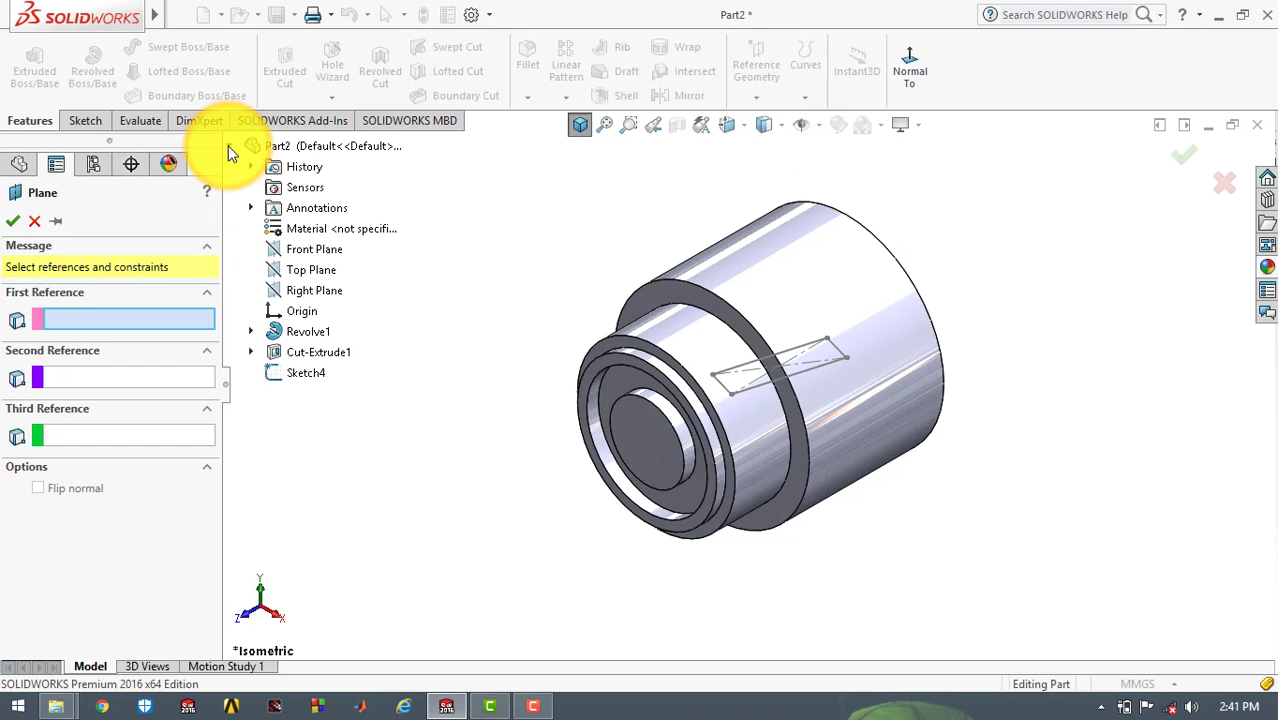 SOLIDWORKS
Part2 *
Search SOLIDWORKS Help
?
Extruded Boss/Base
Revolved Boss/Base
Swept Boss/Base
Lofted Boss/Base
Boundary Boss/Base
Extruded Cut
Hole Wizard
Revolved Cut
Swept Cut
Lofted Cut
Boundary Cut
Fillet
Linear Pattern
Rib
Draft
Shell
Wrap
Intersect
Mirror
Reference Geometry
Curves
Instant3D
Normal To
Features
Sketch
Evaluate
DimXpert
SOLIDWORKS Add-Ins
SOLIDWORKS MBD
Plane
?
Message
Select references and constraints
First Reference
Second Reference
Third Reference
Options
Flip normal
Part2 (Default<<Default>...
History
Sensors
Annotations
Material <not specifi...
Front Plane
Top Plane
Right Plane
Origin
Revolve1
Cut-Extrude1
Sketch4
Y
Z
X
*Isometric
Model
3D Views
Motion Study 1
SOLIDWORKS Premium 2016 x64 Edition
Editing Part
MMGS
2:41 PM